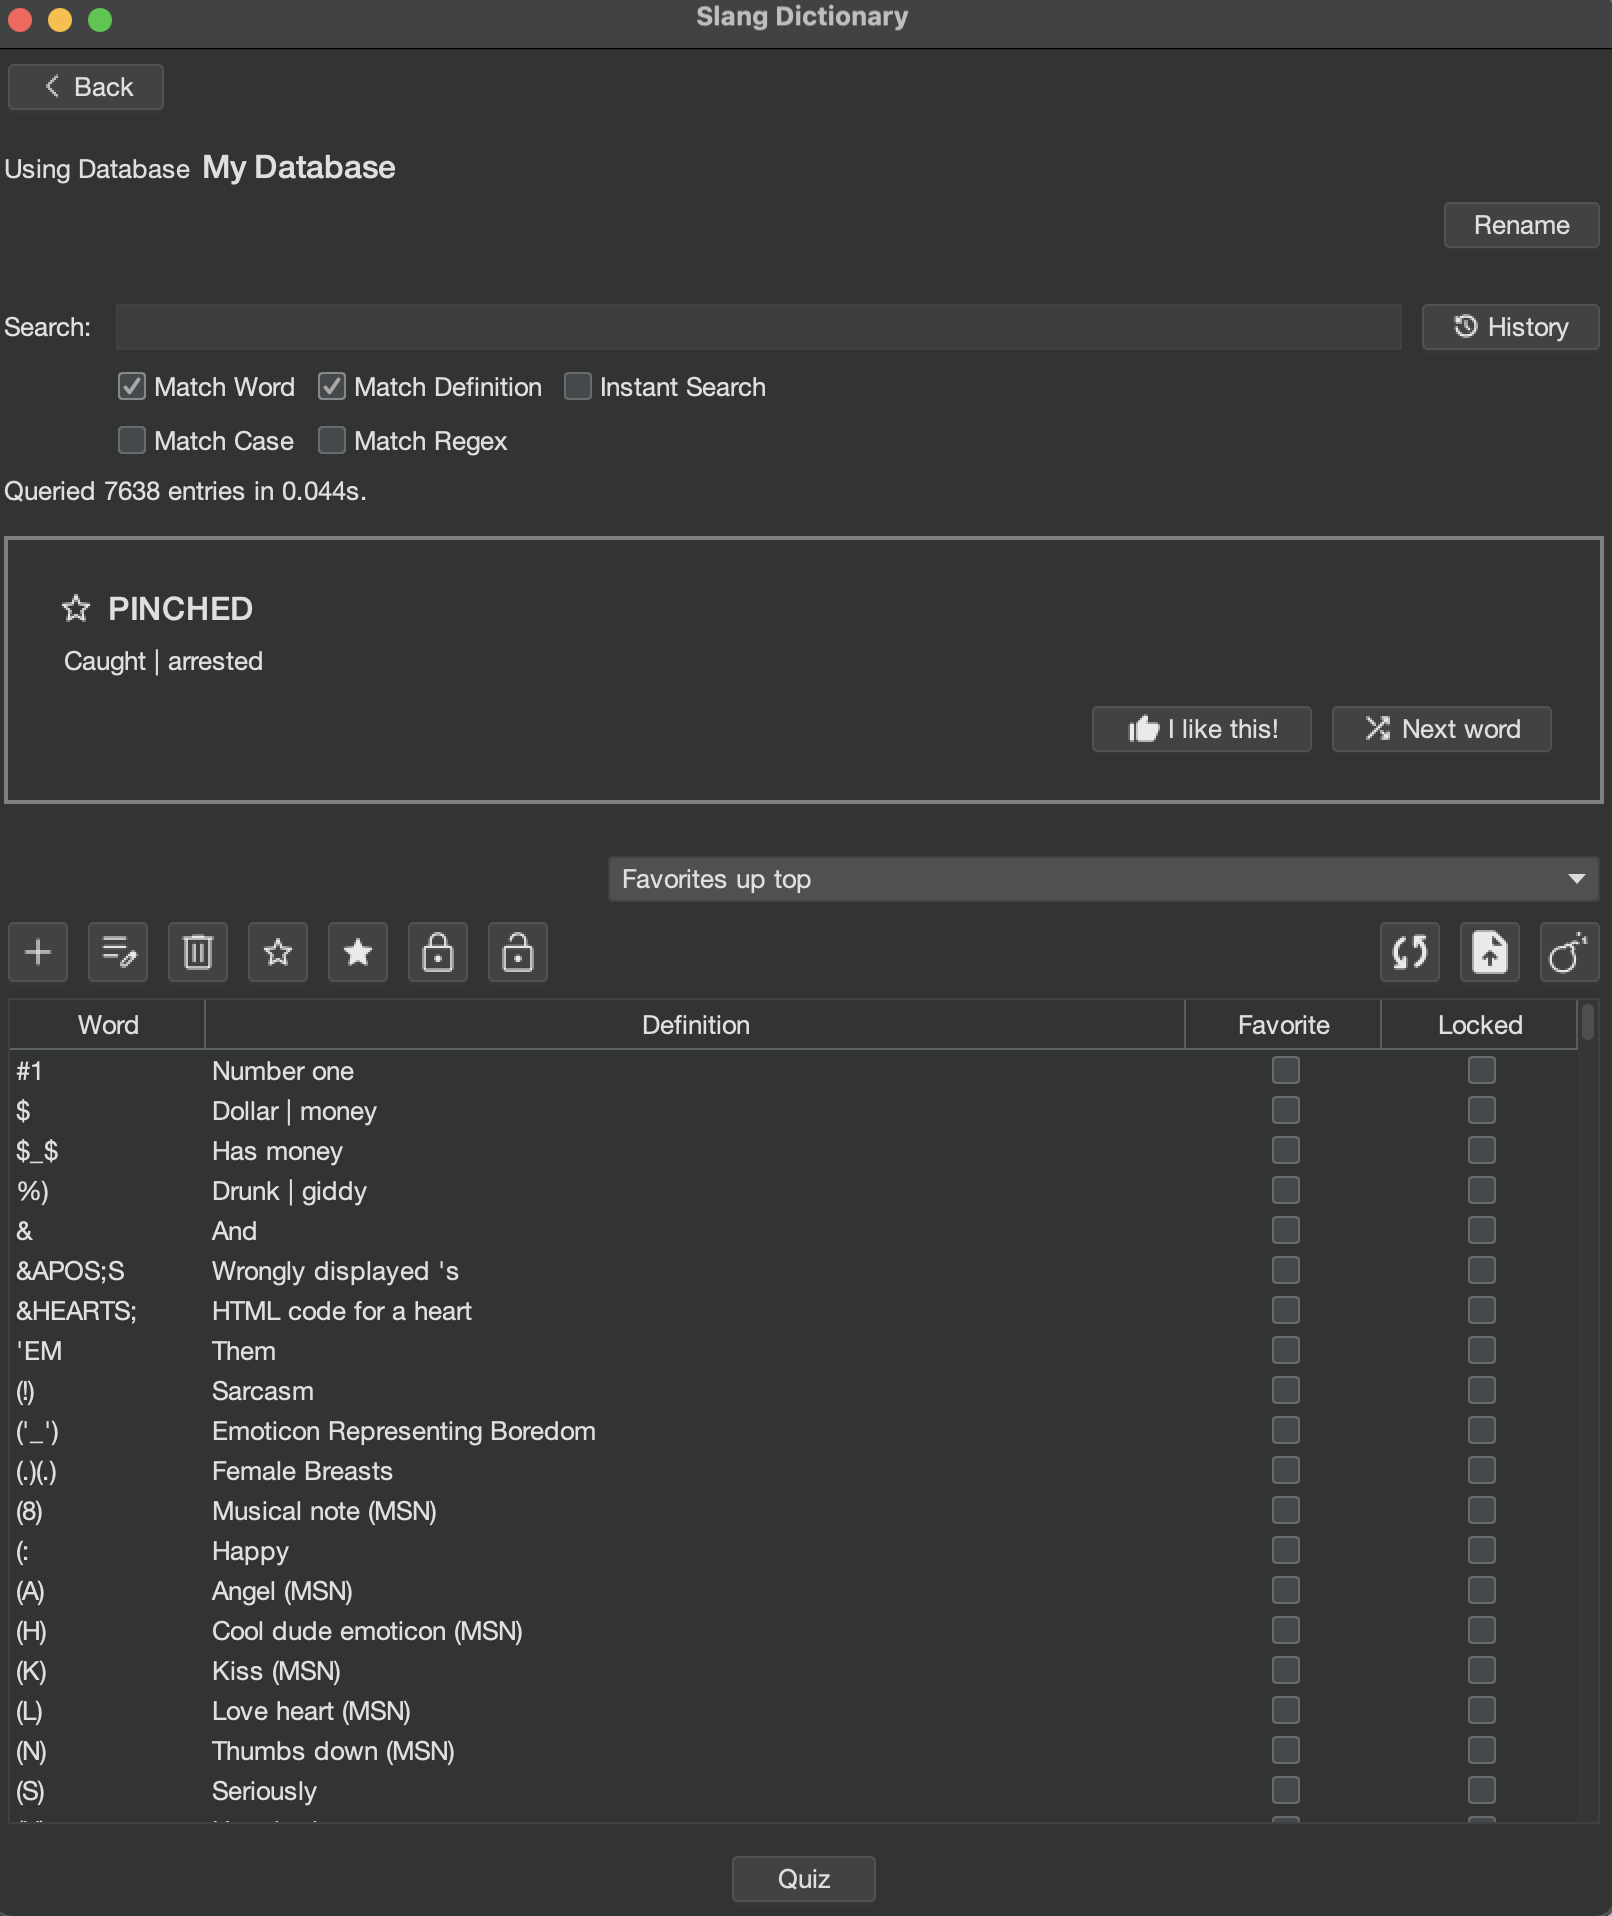 Slang Dictionary
Back
Using Database My Database
Rename
Search:
History
Match Word Match Definition Instant Search
Match Case Match Regex
Queried 7638 entries in 0.044s.
PINCHED
Caught | arrested
I like this! Next word
Favorites up top
Word Definition Favorite Locked
#1 Number one
$ Dollar | money
$_$ Has money
%) Drunk | giddy
& And
&APOS;S Wrongly displayed 's
&HEARTS; HTML code for a heart
'EM Them
(!) Sarcasm
('_') Emoticon Representing Boredom
(.)(.) Female Breasts
(8) Musical note (MSN)
(: Happy
(A) Angel (MSN)
(H) Cool dude emoticon (MSN)
(K) Kiss (MSN)
(L) Love heart (MSN)
(N) Thumbs down (MSN)
(S) Seriously
Quiz